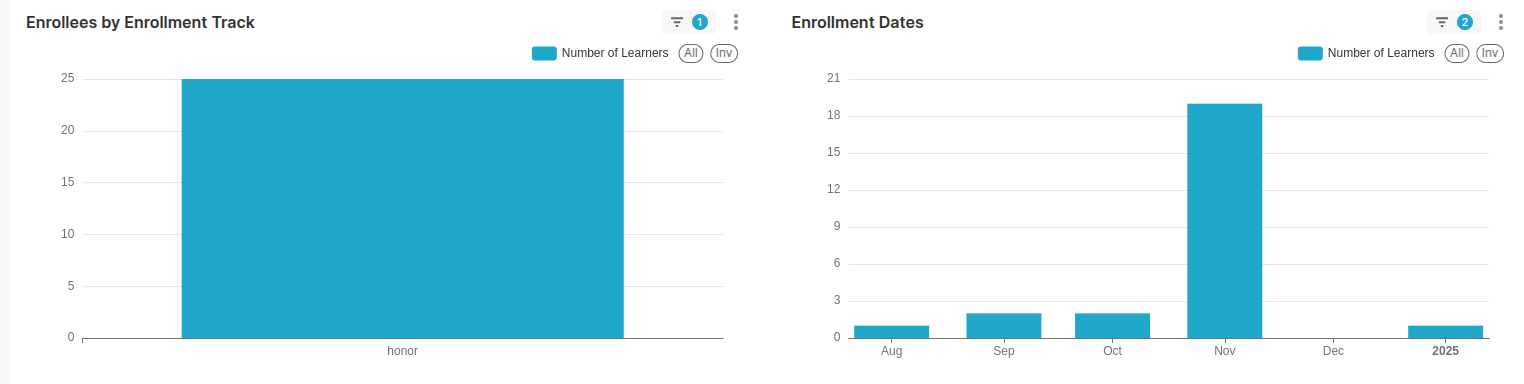 Enrollees by Enrollment Track
1
Number of Learners All Inv
25
20
15
10
5
0
honor
Enrollment Dates
2
Number of Learners All Inv
21
18
15
12
9
6
3
0
Aug Sep Oct Nov Dec 2025